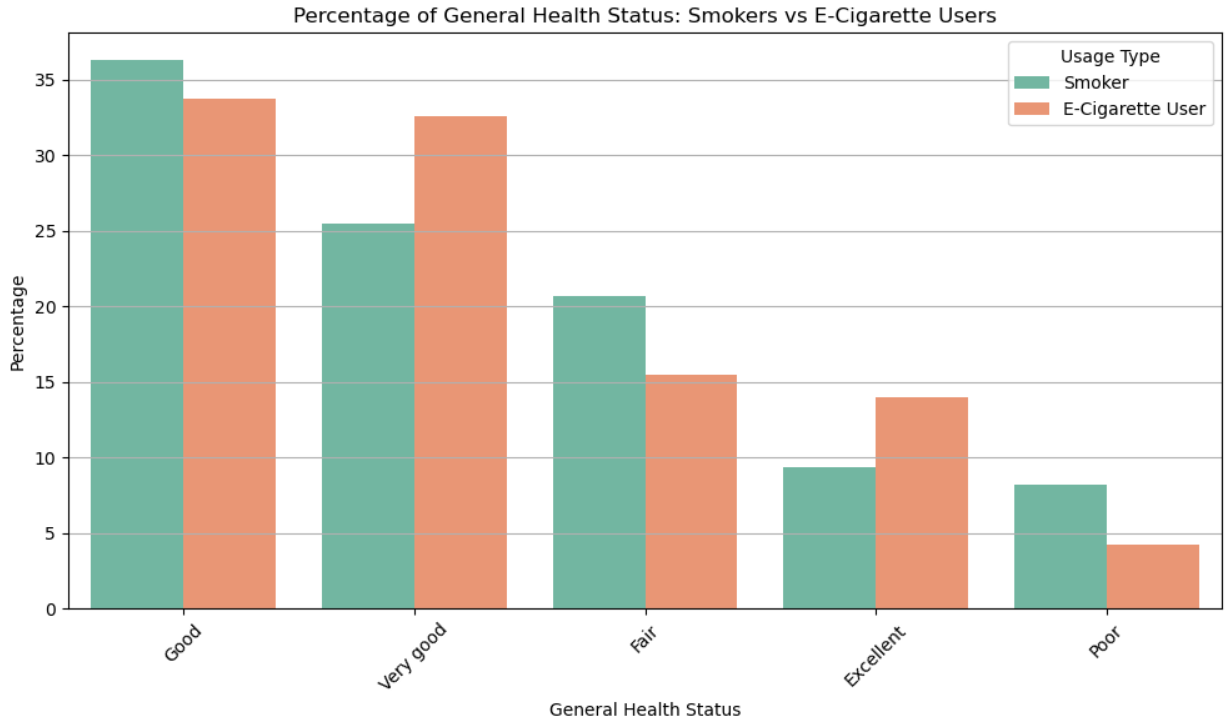 Percentage of General Health Status: Smokers vs E-Cigarette Users
Usage Type
Smoker
E-Cigarette User
Percentage
35
30
25
20
15
10
5
0
Good
Very good
Fair
Excellent
Poor
General Health Status